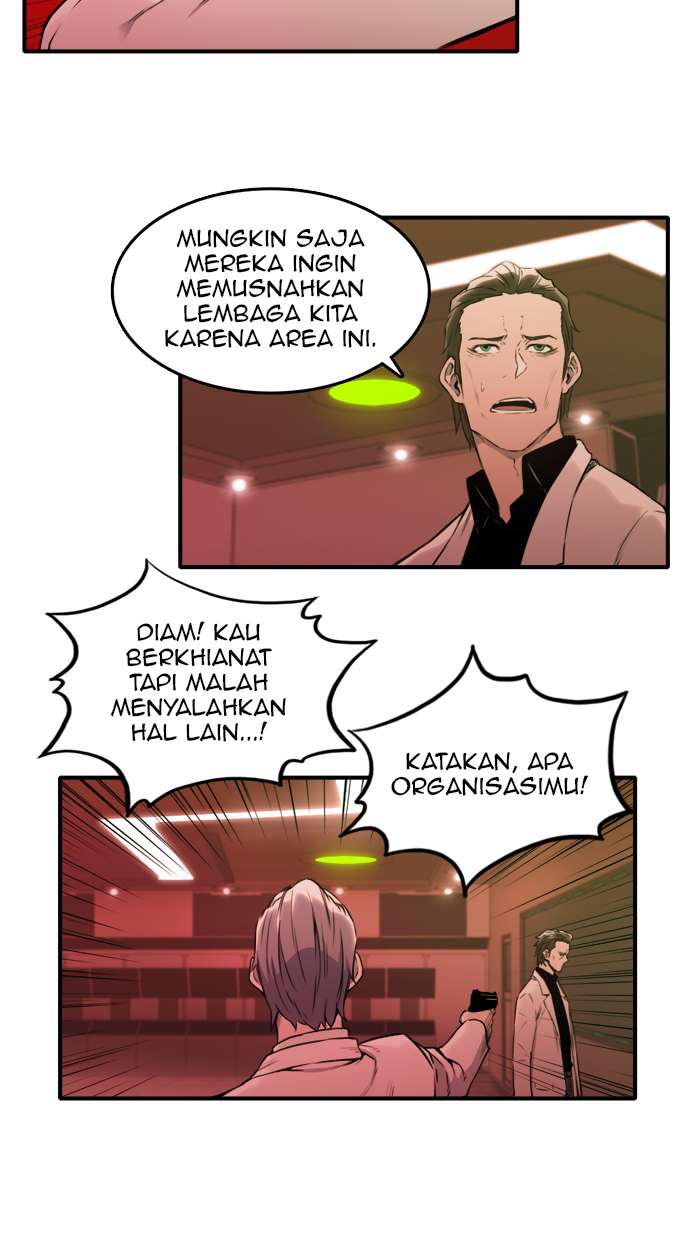 MUNGKIN SAJA
MEREKA INGIN
MEMUSNAHKAN
LEMBAGA KITA
KARENA AREA INI.
DIAM! KAU
BERKHIANAT
TAPI MALAH
MENYALAHKAN
HAL LAIN...!
KATAKAN, APA
ORGANISASIMU!